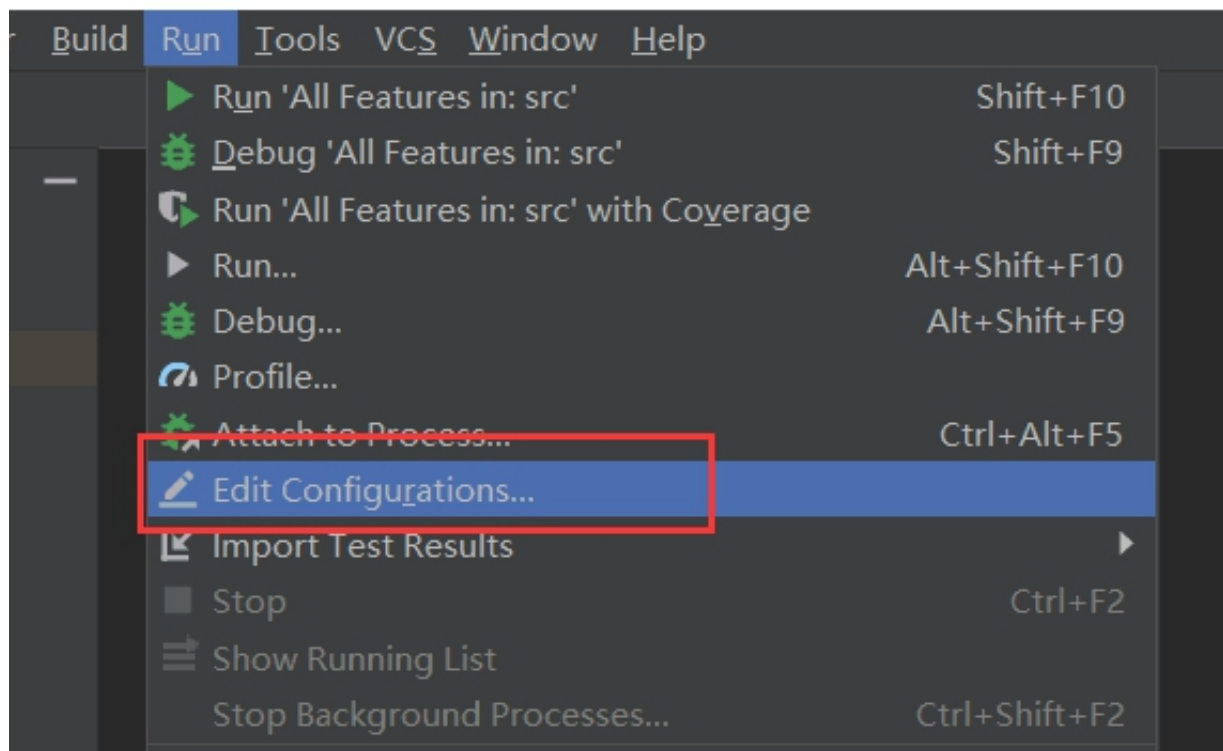 Build Run Tools VCS Window Help
Run 'All Features in: src' Shift+F10
Debug 'All Features in: src' Shift+F9
Run 'All Features in: src' with Coverage
Run... Alt+Shift+F10
Debug... Alt+Shift+F9
Profile...
Attach to Process... Ctrl+Alt+F5
Edit Configurations...
Import Test Results
Stop Ctrl+F2
Show Running List
Stop Background Processes... Ctrl+Shift+F2